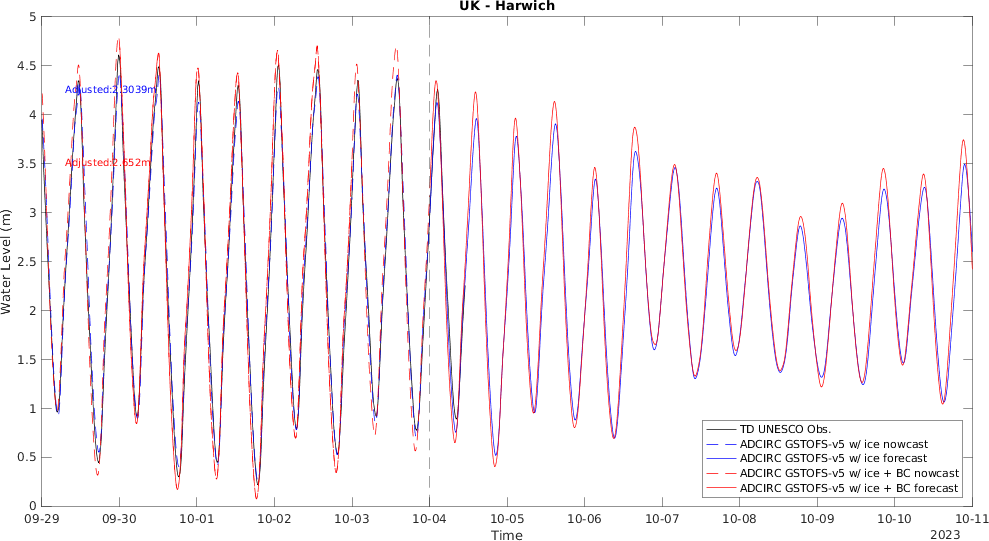 UK - Harwich
Water Level (m)
5
4.5
4
3.5
3
2.5
2
1.5
1
0.5
0
Adjusted:2.3039m
Adjusted:2.652m
TD UNESCO Obs.
ADCIRC GSTOFS-v5 w/ ice nowcast
ADCIRC GSTOFS-v5 w/ ice forecast
ADCIRC GSTOFS-v5 w/ ice + BC nowcast
ADCIRC GSTOFS-v5 w/ ice + BC forecast
09-29 09-30 10-01 10-02 10-03 10-04 10-05 10-06 10-07 10-08 10-09 10-10 10-11
Time
2023